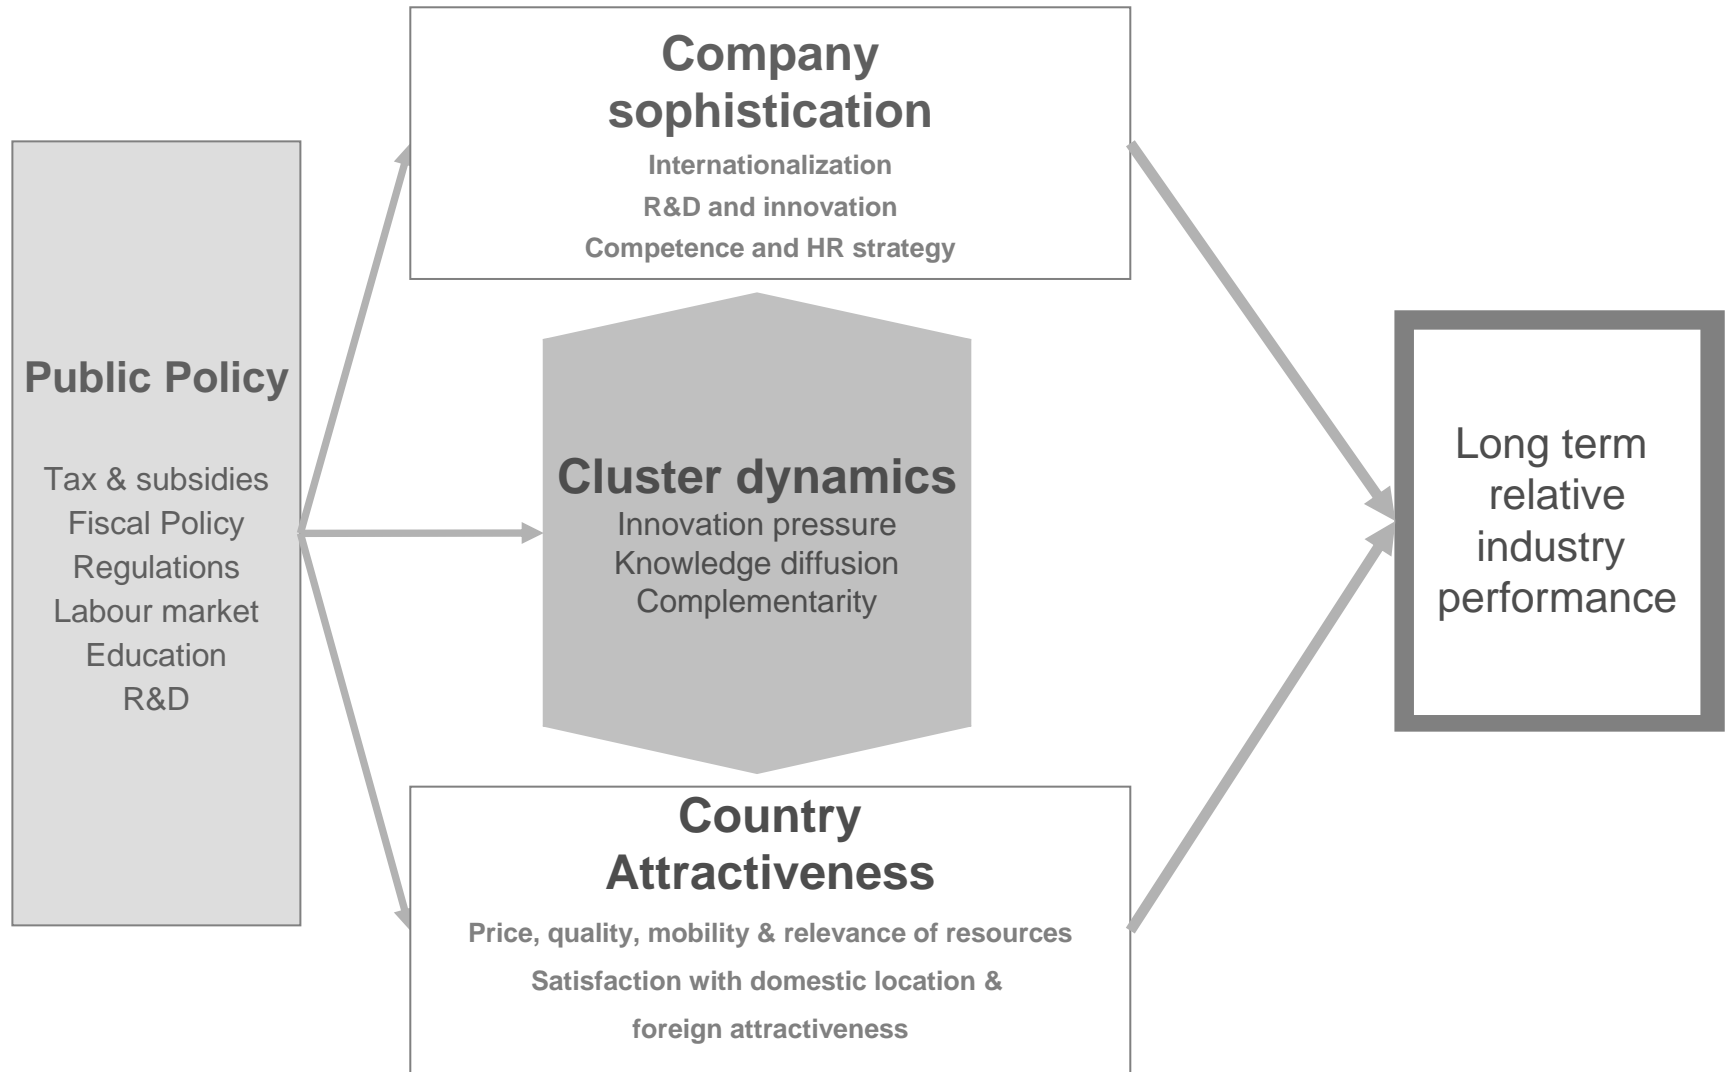 Company
sophistication
Internationalization
R&D and innovation
Competence and HR strategy
Public Policy
Tax & subsidies
Fiscal Policy
Regulations
Labour market
Education
R&D
Cluster dynamics
Innovation pressure
Knowledge diffusion
Complementarity
Long term
relative
industry
performance
Country
Attractiveness
Price, quality, mobility & relevance of resources
Satisfaction with domestic location &
foreign attractiveness